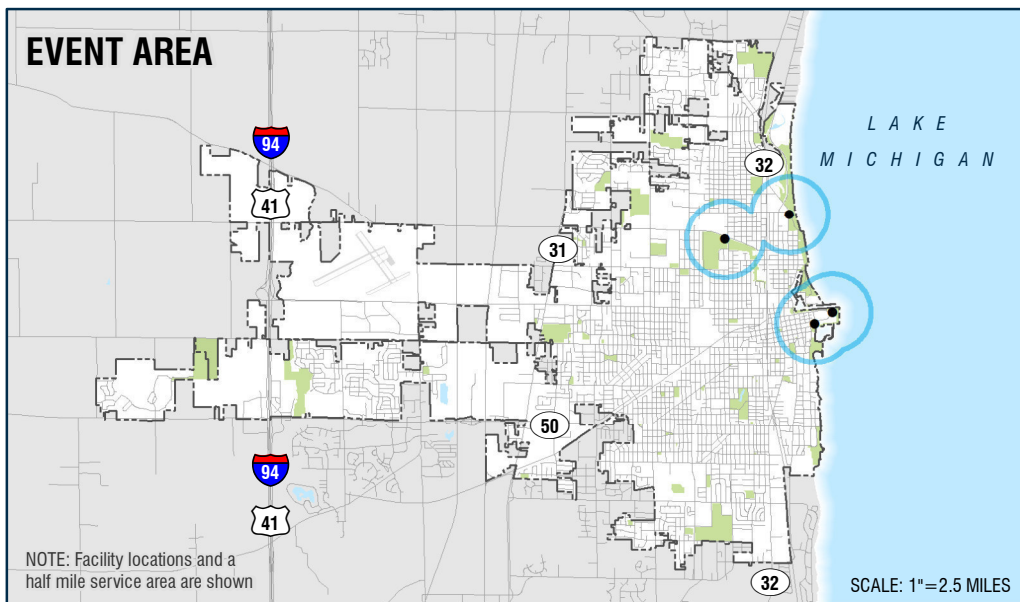 EVENT AREA
LAKE
MICHIGAN
94
32
41
31
50
94
41
NOTE: Facility locations and a
half mile service area are shown
32
SCALE: 1"=2.5 MILES